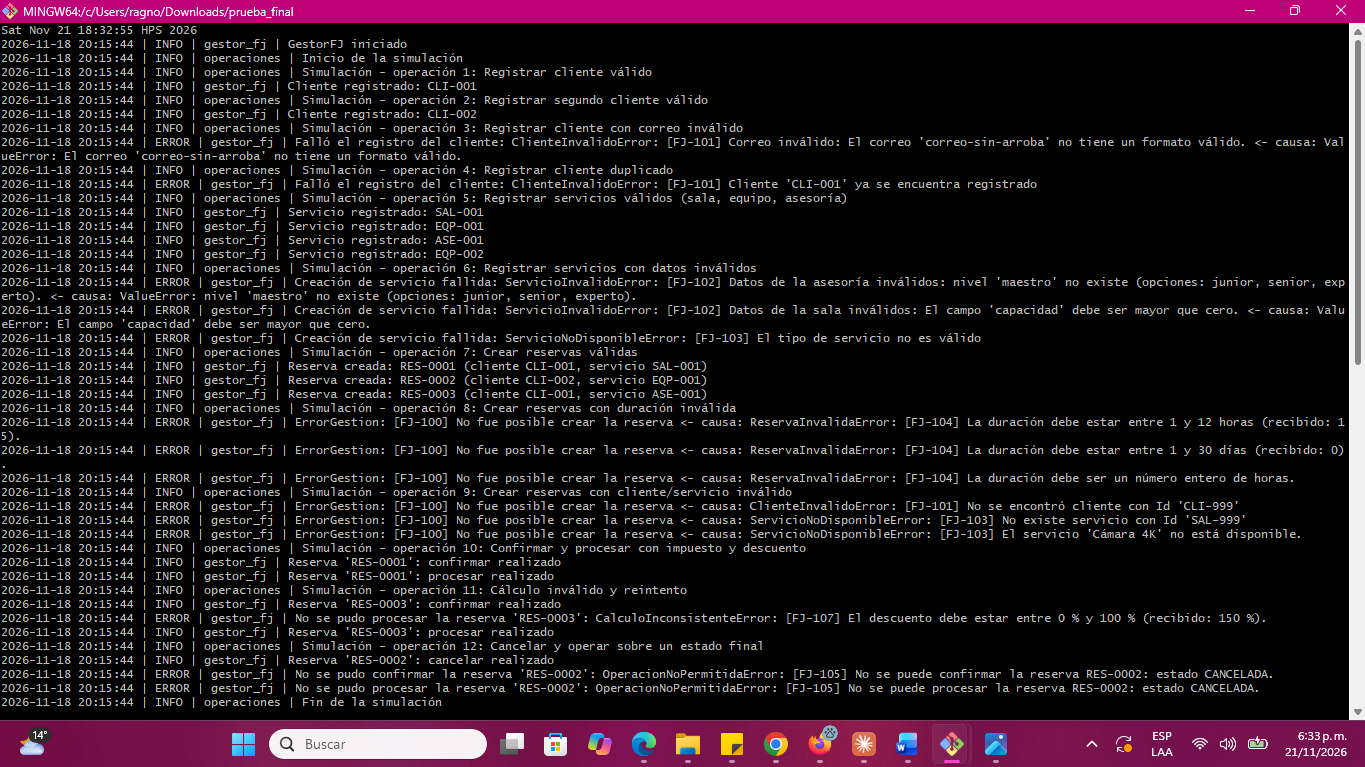 MINGW64:/c/Users/ragno/Downloads/prueba_final
Sat Nov 21 18:32:55 HPS 2026
2026-11-18 20:15:44 | INFO | gestor_fj | GestorFJ iniciado
2026-11-18 20:15:44 | INFO | operaciones | Inicio de la simulación
2026-11-18 20:15:44 | INFO | operaciones | Simulación - operación 1: Registrar cliente válido
2026-11-18 20:15:44 | INFO | gestor_fj | Cliente registrado: CLI-001
2026-11-18 20:15:44 | INFO | operaciones | Simulación - operación 2: Registrar segundo cliente válido
2026-11-18 20:15:44 | INFO | gestor_fj | Cliente registrado: CLI-002
2026-11-18 20:15:44 | INFO | operaciones | Simulación - operación 3: Registrar cliente con correo inválido
2026-11-18 20:15:44 | ERROR | gestor_fj | Falló el registro del cliente: ClienteInvalidoError: [FJ-101] Correo inválido: El correo 'correo-sin-arroba' no tiene un formato válido. <- causa: Val
ueError: El correo 'correo-sin-arroba' no tiene un formato válido.
2026-11-18 20:15:44 | INFO | operaciones | Simulación - operación 4: Registrar cliente duplicado
2026-11-18 20:15:44 | ERROR | gestor_fj | Falló el registro del cliente: ClienteInvalidoError: [FJ-101] Cliente 'CLI-001' ya se encuentra registrado
2026-11-18 20:15:44 | INFO | operaciones | Simulación - operación 5: Registrar servicios válidos (sala, equipo, asesoría)
2026-11-18 20:15:44 | INFO | gestor_fj | Servicio registrado: SAL-001
2026-11-18 20:15:44 | INFO | gestor_fj | Servicio registrado: EQP-001
2026-11-18 20:15:44 | INFO | gestor_fj | Servicio registrado: ASE-001
2026-11-18 20:15:44 | INFO | gestor_fj | Servicio registrado: EQP-002
2026-11-18 20:15:44 | INFO | operaciones | Simulación - operación 6: Registrar servicios con datos inválidos
2026-11-18 20:15:44 | ERROR | gestor_fj | Creación de servicio fallida: ServicioInvalidoError: [FJ-102] Datos de la asesoría inválidos: nivel 'maestro' no existe (opciones: junior, senior, exp
erto). <- causa: ValueError: nivel 'maestro' no existe (opciones: junior, senior, experto).
2026-11-18 20:15:44 | ERROR | gestor_fj | Creación de servicio fallida: ServicioInvalidoError: [FJ-102] Datos de la sala inválidos: El campo 'capacidad' debe ser mayor que cero. <- causa: Valu
eError: El campo 'capacidad' debe ser mayor que cero.
2026-11-18 20:15:44 | ERROR | gestor_fj | Creación de servicio fallida: ServicioNoDisponibleError: [FJ-103] El tipo de servicio no es válido
2026-11-18 20:15:44 | INFO | operaciones | Simulación - operación 7: Crear reservas válidas
2026-11-18 20:15:44 | INFO | gestor_fj | Reserva creada: RES-0001 (cliente CLI-001, servicio SAL-001)
2026-11-18 20:15:44 | INFO | gestor_fj | Reserva creada: RES-0002 (cliente CLI-002, servicio EQP-001)
2026-11-18 20:15:44 | INFO | gestor_fj | Reserva creada: RES-0003 (cliente CLI-001, servicio ASE-001)
2026-11-18 20:15:44 | INFO | operaciones | Simulación - operación 8: Crear reservas con duración inválida
2026-11-18 20:15:44 | ERROR | gestor_fj | ErrorGestion: [FJ-100] No fue posible crear la reserva <- causa: ReservaInvalidaError: [FJ-104] La duración debe estar entre 1 y 12 horas (recibido: 1
5).
2026-11-18 20:15:44 | ERROR | gestor_fj | ErrorGestion: [FJ-100] No fue posible crear la reserva <- causa: ReservaInvalidaError: [FJ-104] La duración debe estar entre 1 y 30 días (recibido: 0)
.
2026-11-18 20:15:44 | ERROR | gestor_fj | ErrorGestion: [FJ-100] No fue posible crear la reserva <- causa: ReservaInvalidaError: [FJ-104] La duración debe ser un número entero de horas.
2026-11-18 20:15:44 | INFO | operaciones | Simulación - operación 9: Crear reservas con cliente/servicio inválido
2026-11-18 20:15:44 | ERROR | gestor_fj | ErrorGestion: [FJ-100] No fue posible crear la reserva <- causa: ClienteInvalidoError: [FJ-101] No se encontró cliente con Id 'CLI-999'
2026-11-18 20:15:44 | ERROR | gestor_fj | ErrorGestion: [FJ-100] No fue posible crear la reserva <- causa: ServicioNoDisponibleError: [FJ-103] No existe servicio con Id 'SAL-999'
2026-11-18 20:15:44 | ERROR | gestor_fj | ErrorGestion: [FJ-100] No fue posible crear la reserva <- causa: ServicioNoDisponibleError: [FJ-103] El servicio 'Cámara 4K' no está disponible.
2026-11-18 20:15:44 | INFO | operaciones | Simulación - operación 10: Confirmar y procesar con impuesto y descuento
2026-11-18 20:15:44 | INFO | gestor_fj | Reserva 'RES-0001': confirmar realizado
2026-11-18 20:15:44 | INFO | gestor_fj | Reserva 'RES-0001': procesar realizado
2026-11-18 20:15:44 | INFO | operaciones | Simulación - operación 11: Cálculo inválido y reintento
2026-11-18 20:15:44 | INFO | gestor_fj | Reserva 'RES-0003': confirmar realizado
2026-11-18 20:15:44 | ERROR | gestor_fj | No se pudo procesar la reserva 'RES-0003': CalculoInconsistenteError: [FJ-107] El descuento debe estar entre 0 % y 100 % (recibido: 150 %).
2026-11-18 20:15:44 | INFO | gestor_fj | Reserva 'RES-0003': procesar realizado
2026-11-18 20:15:44 | INFO | operaciones | Simulación - operación 12: Cancelar y operar sobre un estado final
2026-11-18 20:15:44 | INFO | gestor_fj | Reserva 'RES-0002': cancelar realizado
2026-11-18 20:15:44 | ERROR | gestor_fj | No se pudo confirmar la reserva 'RES-0002': OperacionNoPermitidaError: [FJ-105] No se puede confirmar la reserva RES-0002: estado CANCELADA.
2026-11-18 20:15:44 | ERROR | gestor_fj | No se pudo procesar la reserva 'RES-0002': OperacionNoPermitidaError: [FJ-105] No se puede procesar la reserva RES-0002: estado CANCELADA.
2026-11-18 20:15:44 | INFO | operaciones | Fin de la simulación
14°
Buscar
ESP
LAA
6:33 p. m.
21/11/2026